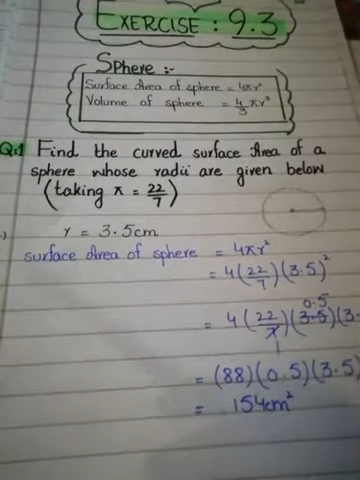 EXERCISE : 9.3
Sphere :-
Surface Area of sphere = 4πr²
Volume of sphere = 4/3 πr³
Q:1 Find the curved surface Area of a
sphere whose radii are given below
(taking π = 22/7)
r = 3.5cm
surface Area of sphere = 4πr²
= 4(22/7)(3.5)²
0.5
= 4(22/7)(3.5)(3.
1
= (88)(0.5)(3.5)
= 154cm²